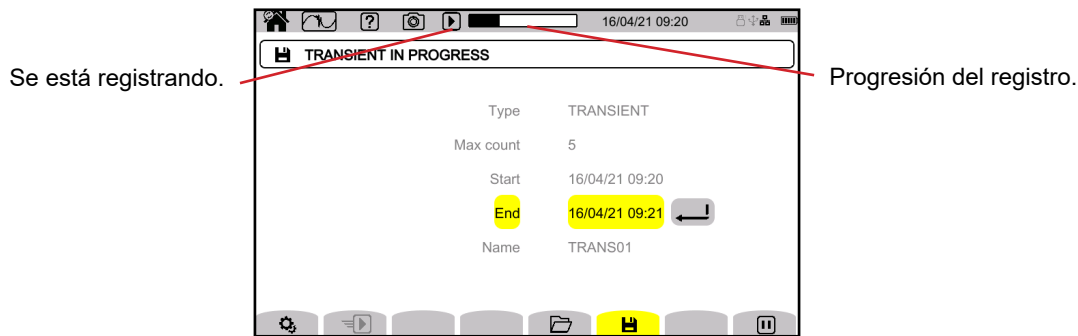 16/04/21 09:20
TRANSIENT IN PROGRESS
Se está registrando.
Progresión del registro.
Type TRANSIENT
Max count 5
Start 16/04/21 09:20
End 16/04/21 09:21
Name TRANS01